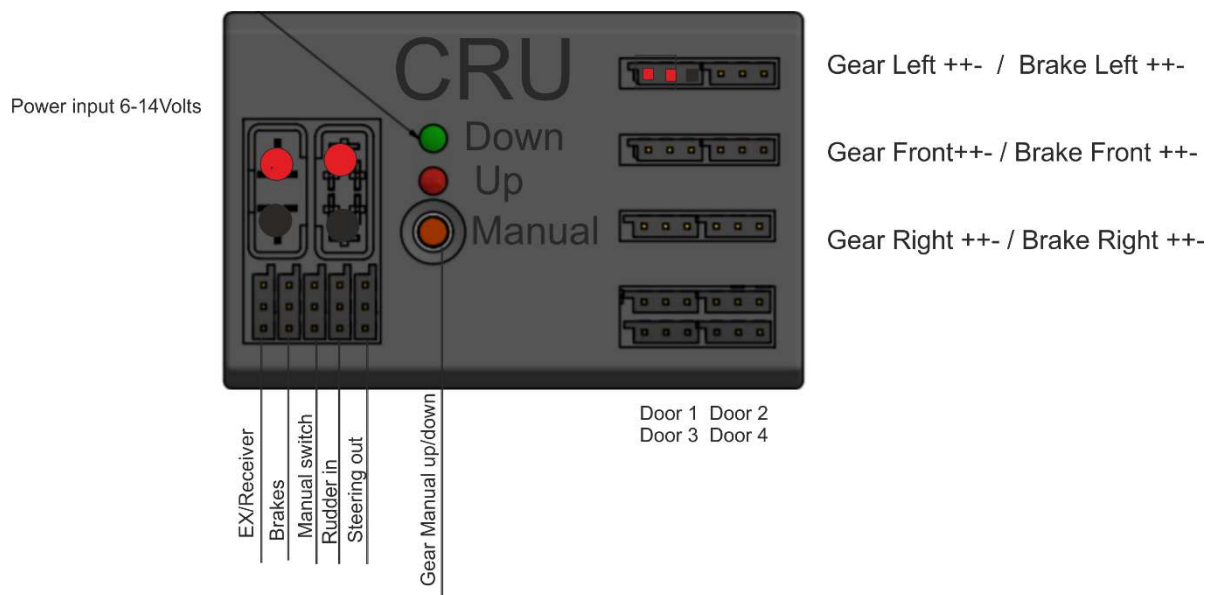 CRU
Gear Left ++- / Brake Left ++-
Power input 6-14Volts
Down
Gear Front++- / Brake Front ++-
Up
Manual
Gear Right ++- / Brake Right ++-
Door 1 Door 2
Door 3 Door 4
EX/Receiver
Brakes
Manual switch
Rudder in
Steering out
Gear Manual up/down